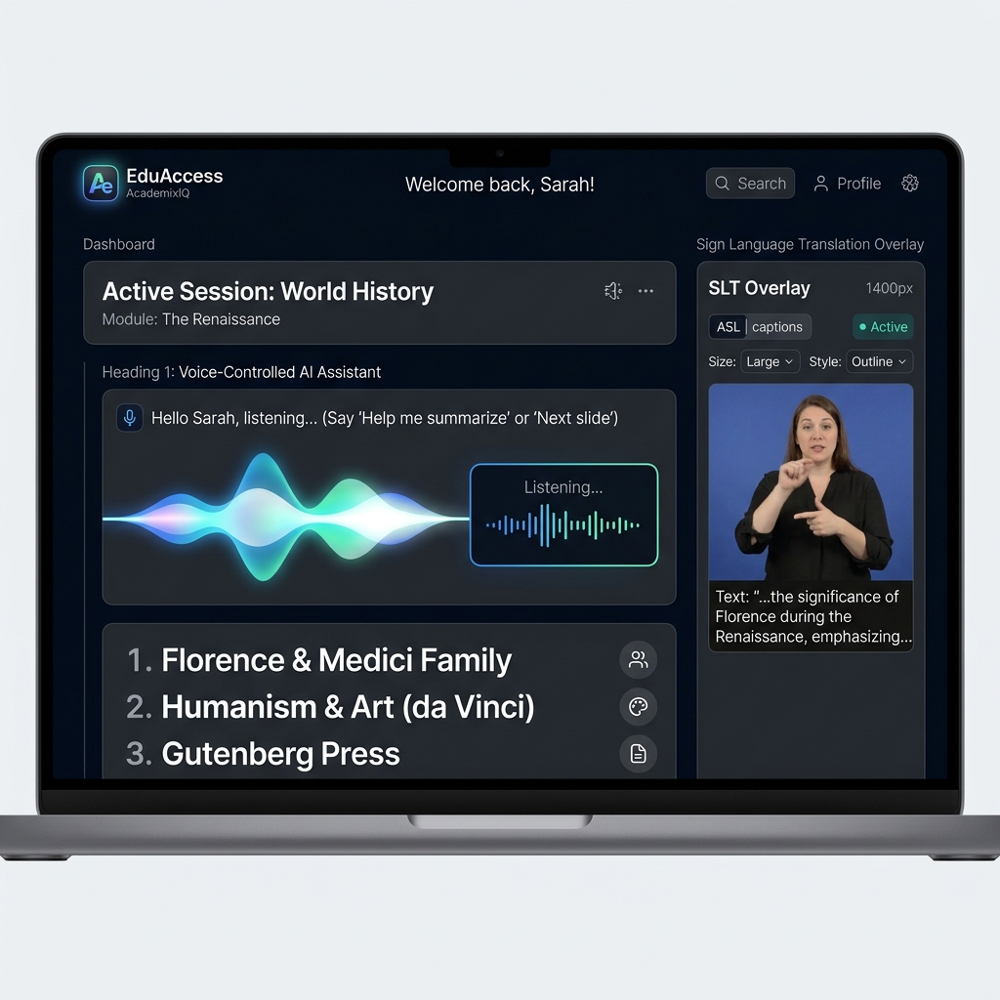 EduAccess
AcademixIQ
Welcome back, Sarah!
Search
Profile
Dashboard
Active Session: World History
Module: The Renaissance
Heading 1: Voice-Controlled AI Assistant
Hello Sarah, listening... (Say ‘Help me summarize’ or ‘Next slide’)
Listening...
1. Florence & Medici Family
2. Humanism & Art (da Vinci)
3. Gutenberg Press
Sign Language Translation Overlay
SLT Overlay 1400px
ASL | captions
Active
Size: Large Style: Outline
Text: “...the significance of
Florence during the
Renaissance, emphasizing...